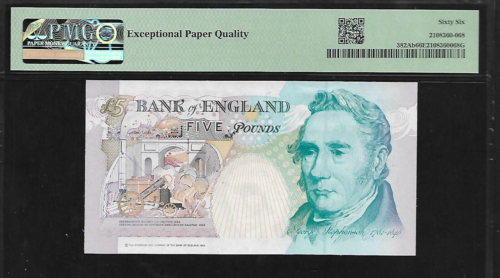 PMG
PAPER MONEY GUARANTY
Exceptional Paper Quality
Sixty Six
2108360-068
382Ab66E2108360068G
£5
BANK of ENGLAND
FIVE POUNDS
George Stephenson 1781-1848